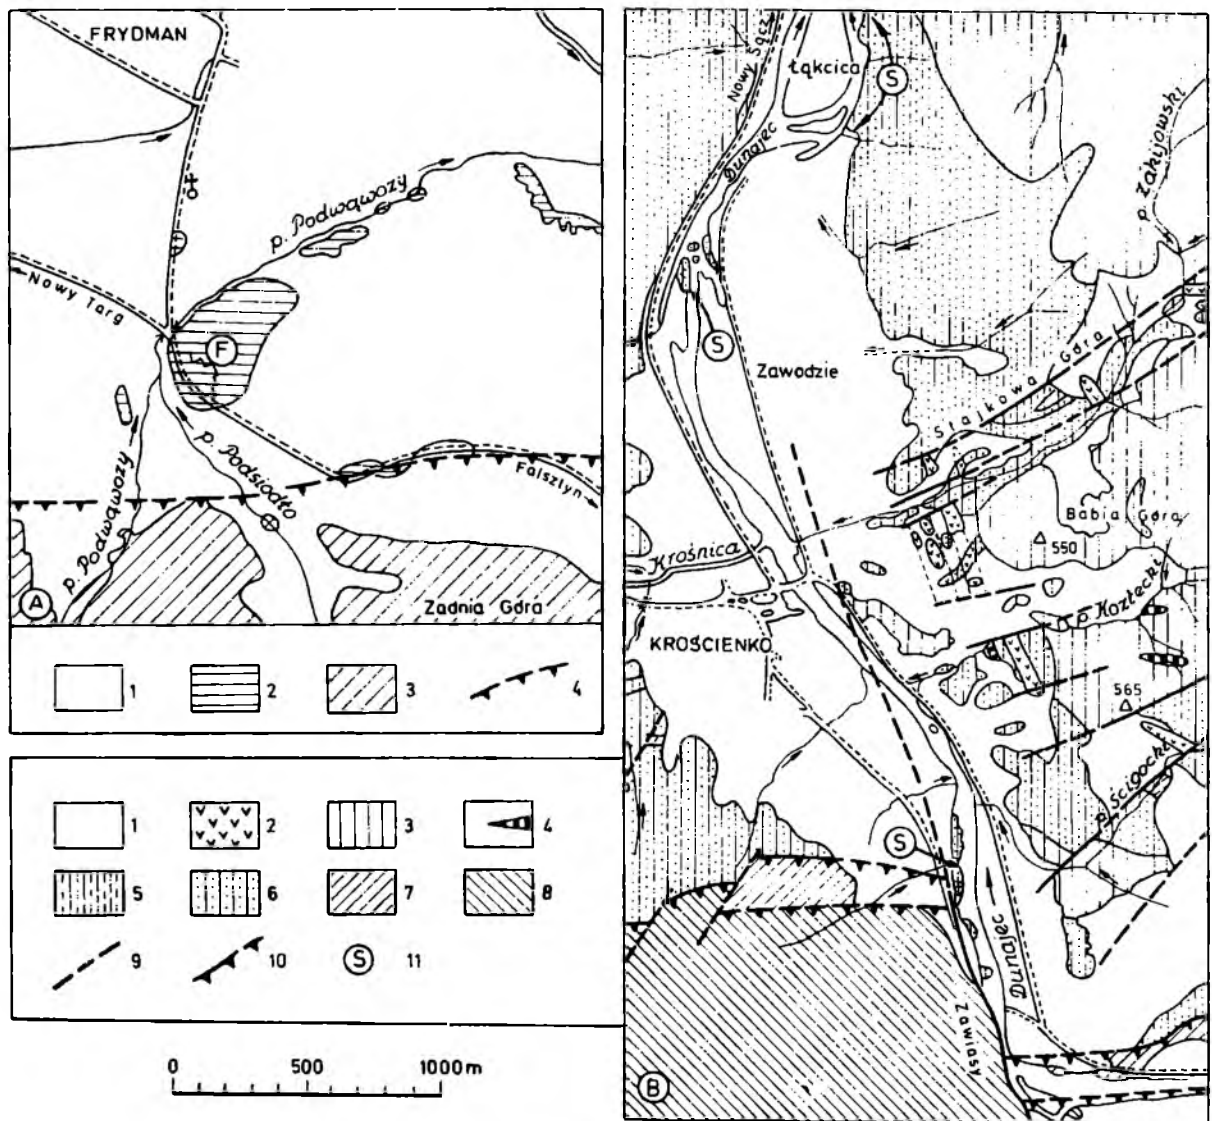 FRYDMAN
p. Podwąwozy
Nowy Targ
F
p. Podsiodło
Falsztyn
p. Podwąwozy
A
Zadnia Góra
1
2
3
4
1
2
3
4
5
6
7
8
9
10
S
11
0
500
1000m
Nowy Sącz
Łąkcica
S
Dunajec
p. Zakijowski
S
Zawodzie
Stajkowa Góra
Babia Góra
550
Krośnica
p. Kozłecki
KROŚCIENKO
565
p. Ścigocki
S
Dunajec
Zawiasy
B